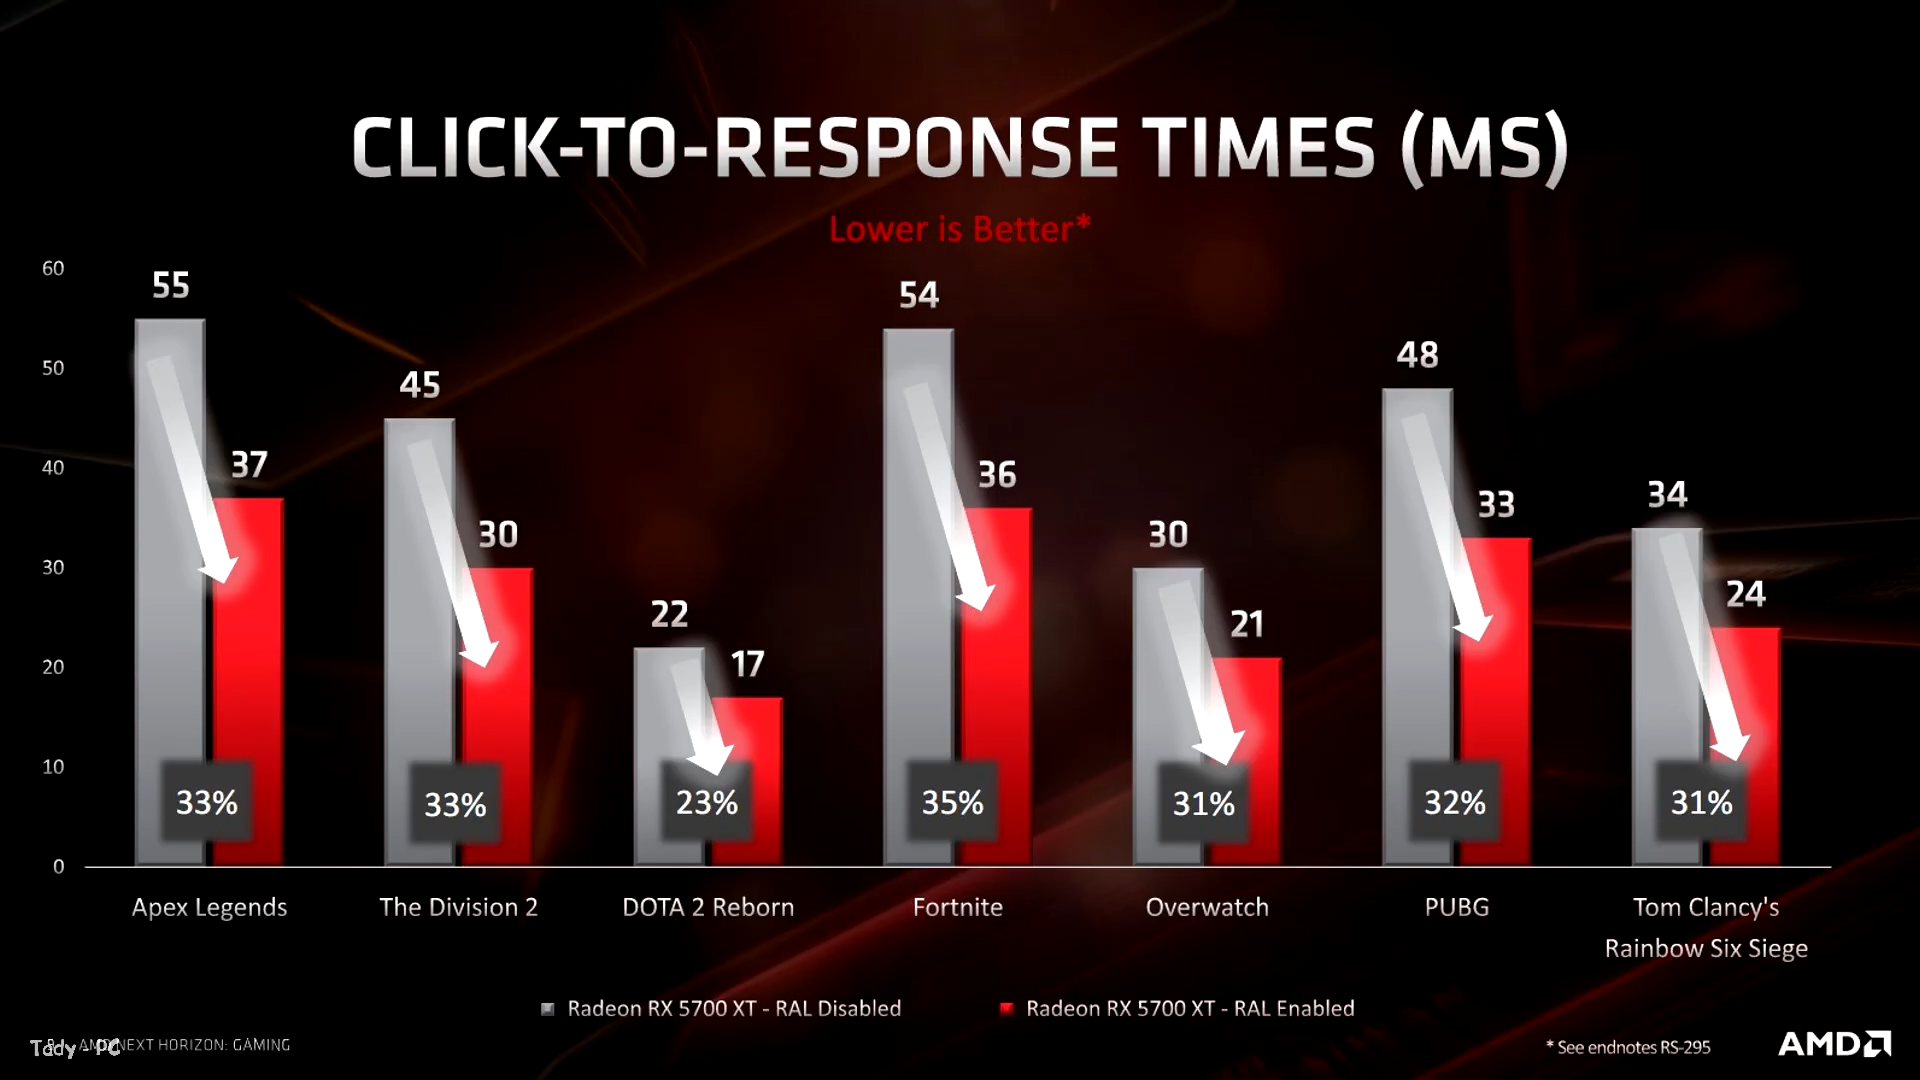 CLICK-TO-RESPONSE TIMES (MS)
Lower is Better*
60
50
40
30
20
10
0
55
37
33%
45
30
33%
22
17
23%
54
36
35%
30
21
31%
48
33
32%
34
24
31%
Apex Legends
The Division 2
DOTA 2 Reborn
Fortnite
Overwatch
PUBG
Tom Clancy's
Rainbow Six Siege
Radeon RX 5700 XT - RAL Disabled
Radeon RX 5700 XT - RAL Enabled
Tady - PC
AMD NEXT HORIZON: GAMING
* See endnotes RS-295
AMD